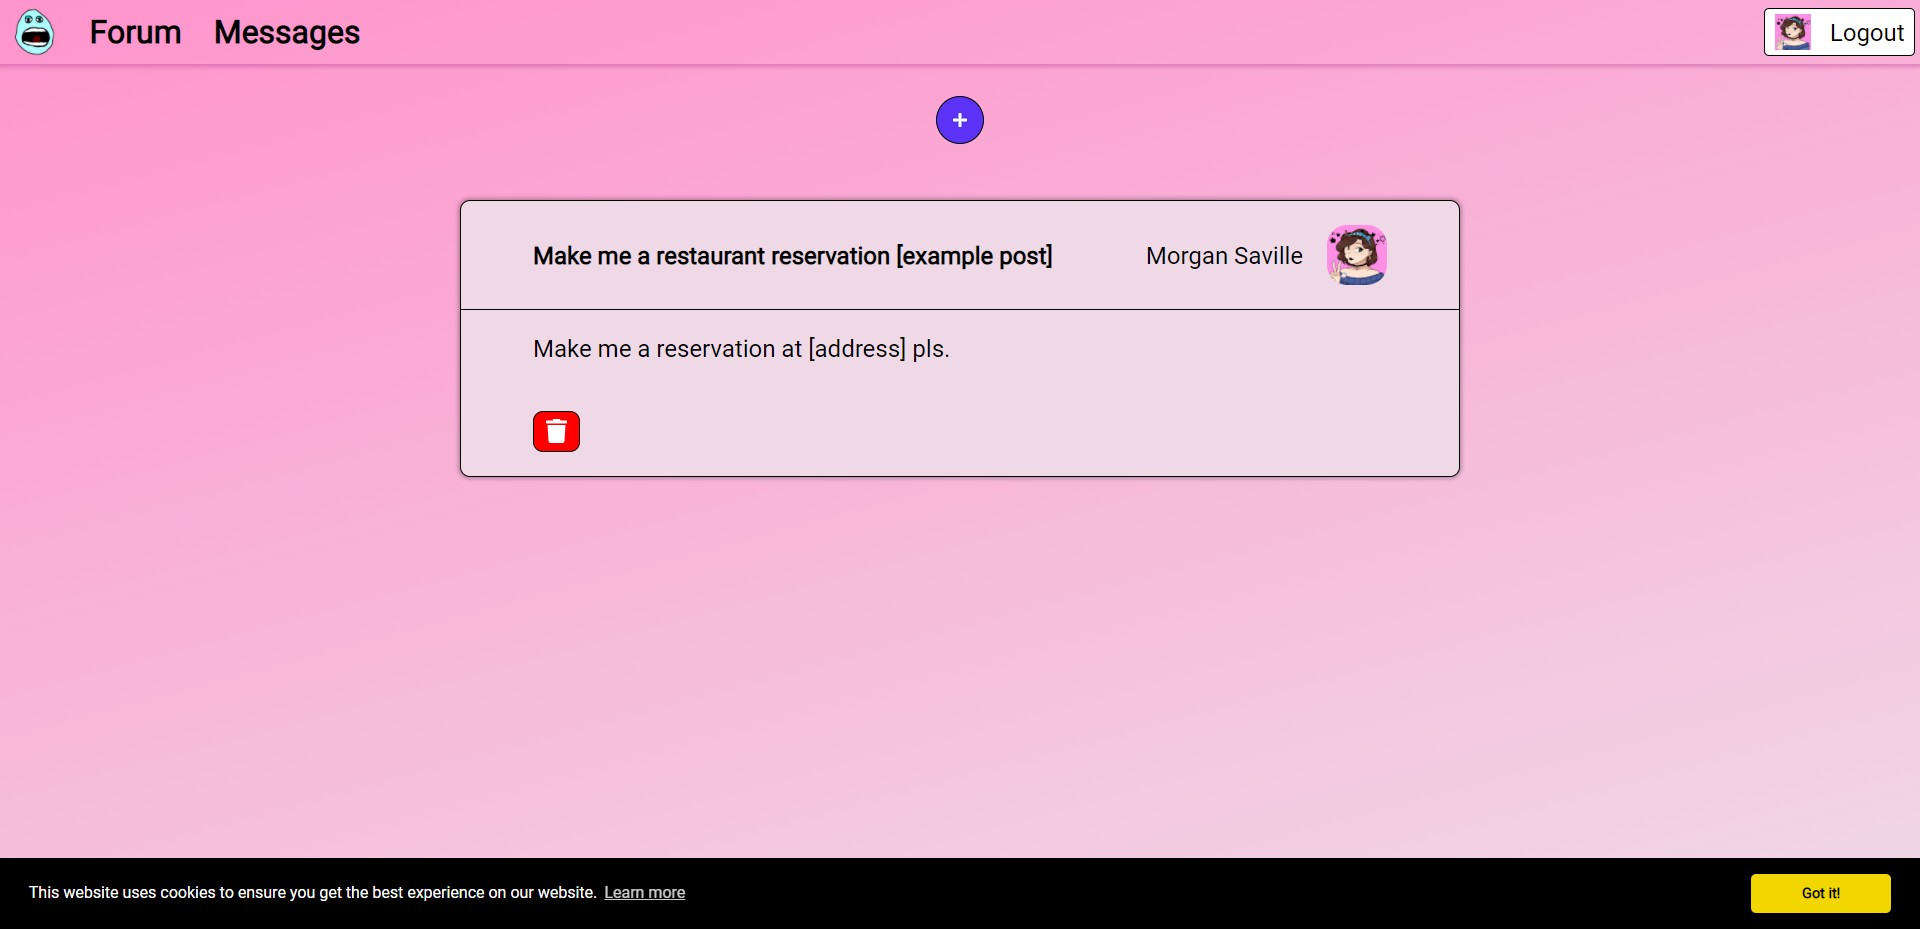 Forum
Messages
Logout
+
Make me a restaurant reservation [example post]
Morgan Saville
Make me a reservation at [address] pls.
This website uses cookies to ensure you get the best experience on our website. Learn more
Got it!